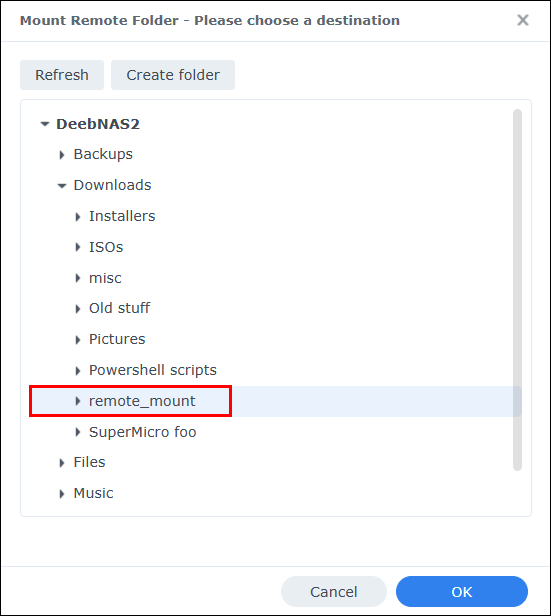 Mount Remote Folder - Please choose a destination
Refresh Create folder
DeebNAS2
Backups
Downloads
Installers
ISOs
misc
Old stuff
Pictures
Powershell scripts
remote_mount
SuperMicro foo
Files
Music
Cancel OK